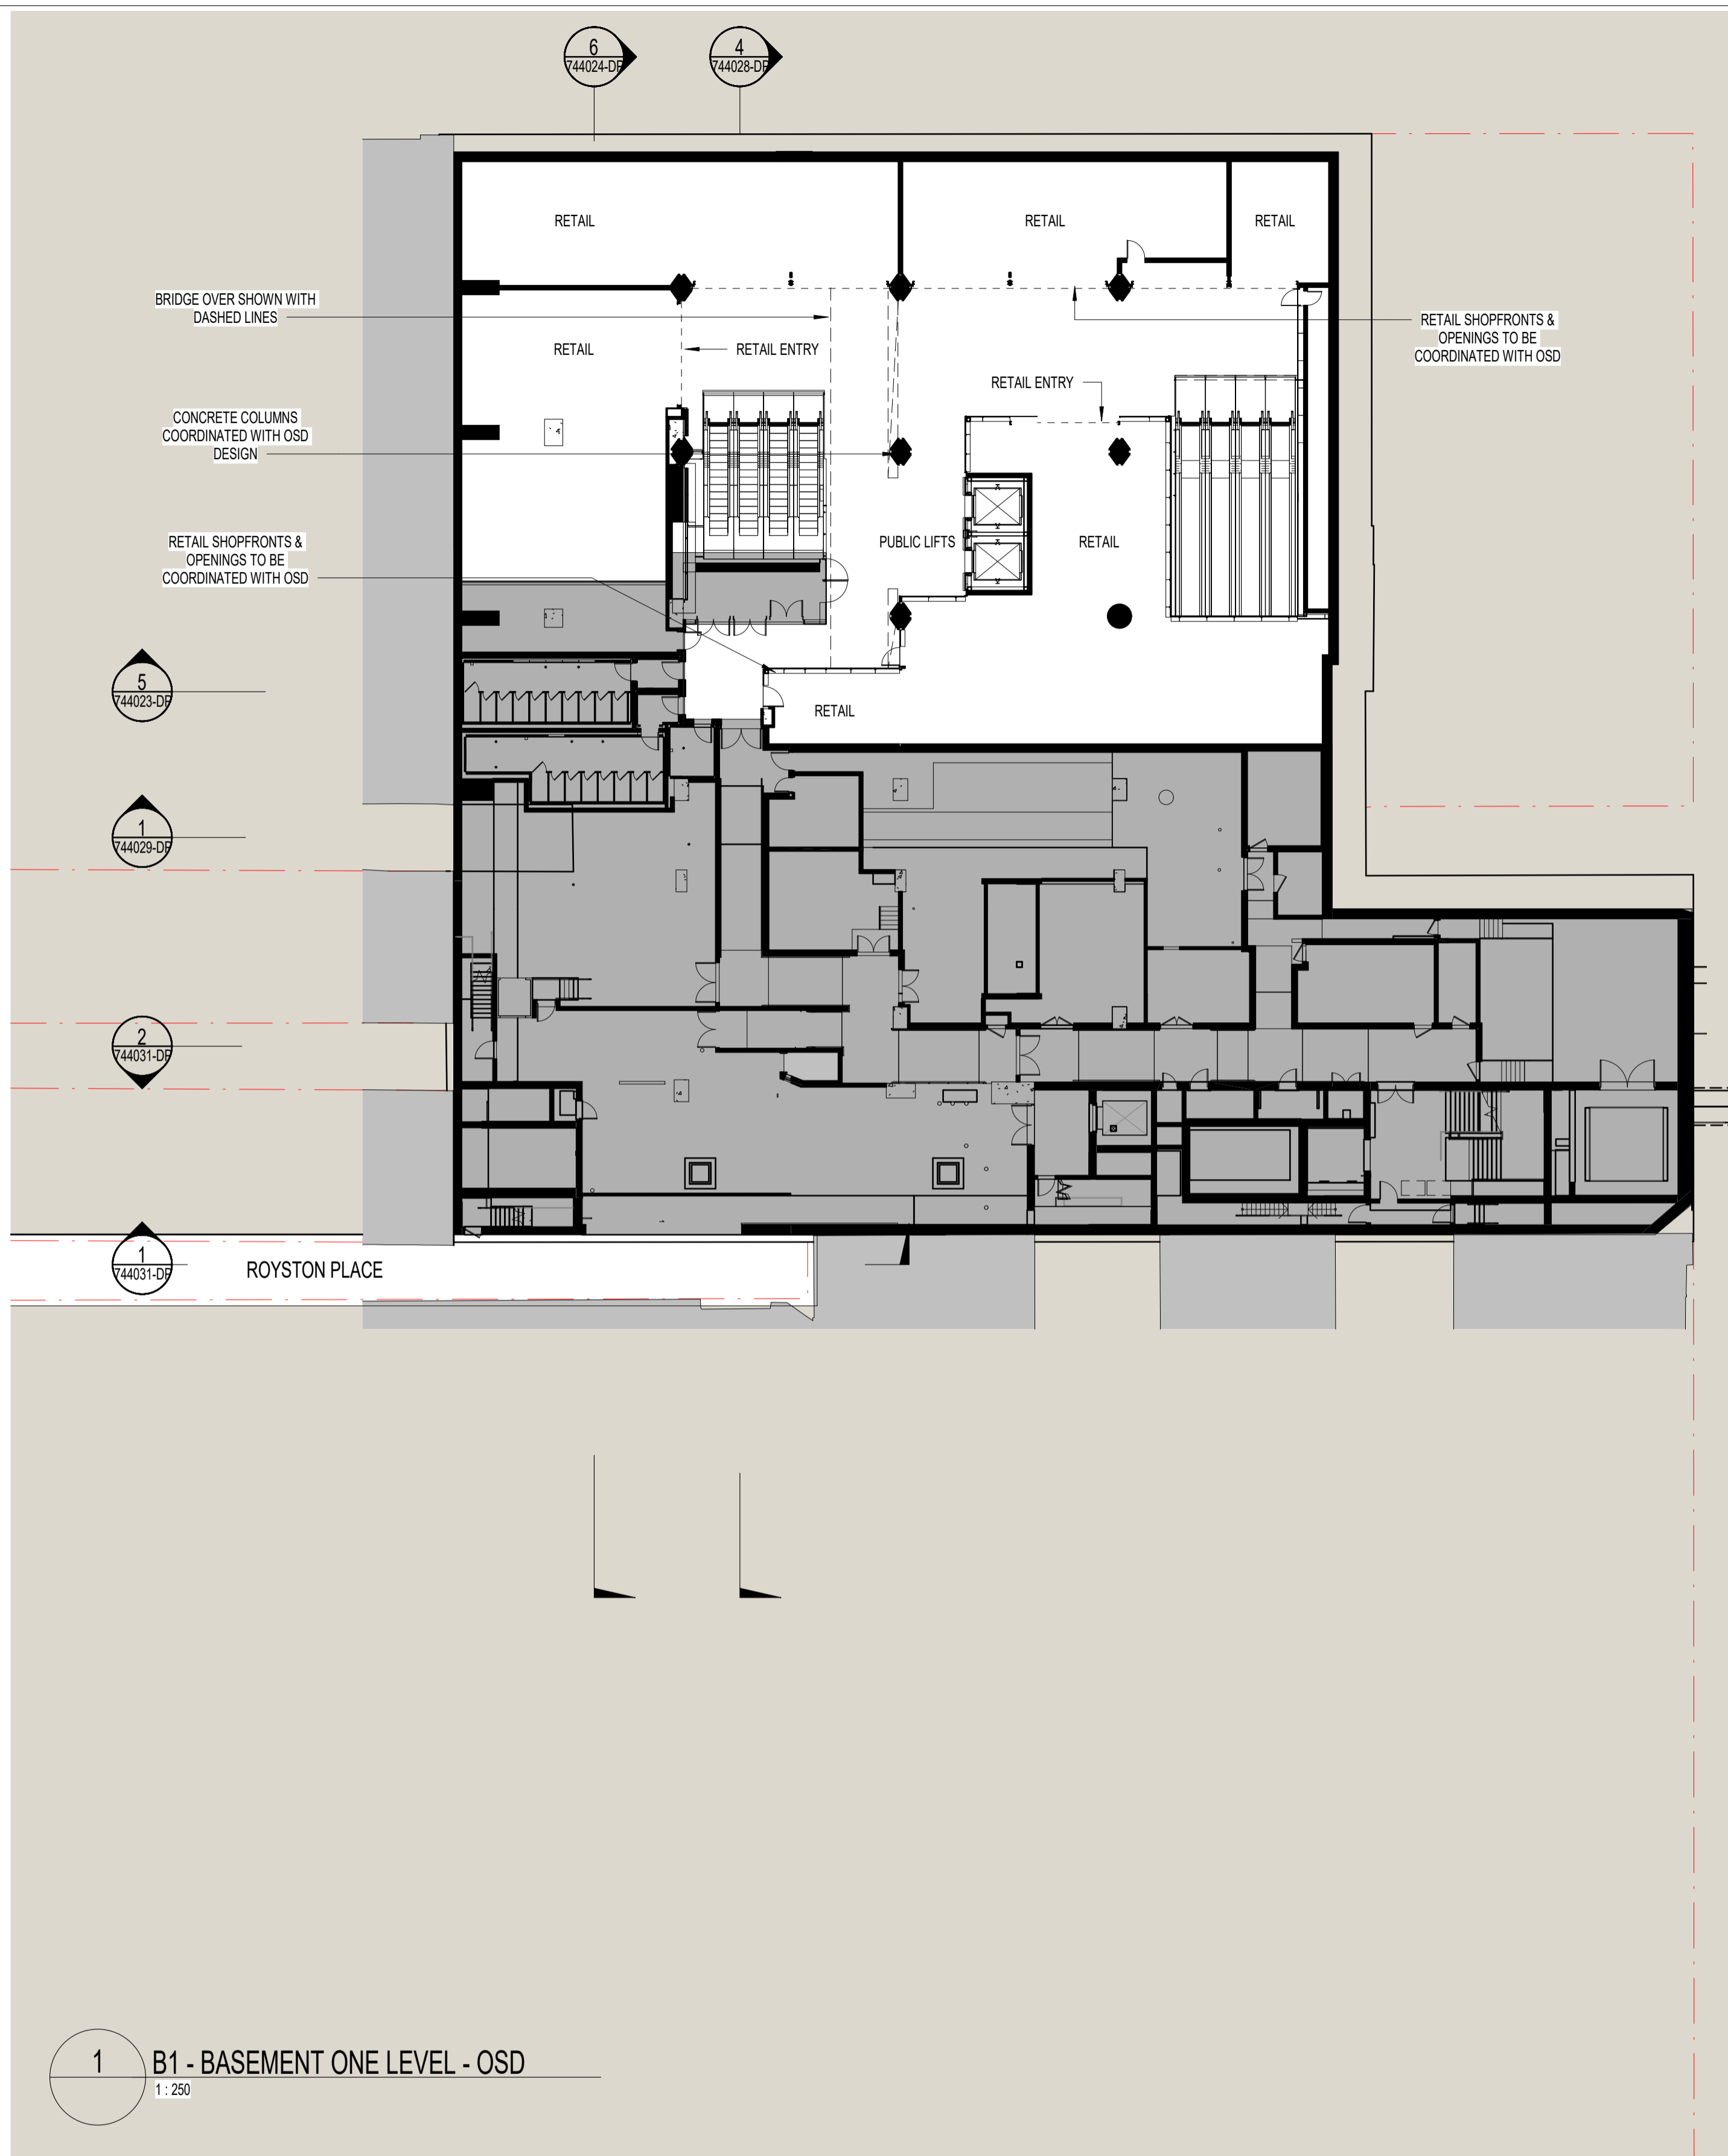 6
744024-DP
4
744028-DP
RETAIL
RETAIL
RETAIL
BRIDGE OVER SHOWN WITH
DASHED LINES
RETAIL SHOPFRONTS &
OPENINGS TO BE
COORDINATED WITH OSD
RETAIL
RETAIL ENTRY
RETAIL ENTRY
CONCRETE COLUMNS
COORDINATED WITH OSD
DESIGN
RETAIL SHOPFRONTS &
OPENINGS TO BE
COORDINATED WITH OSD
PUBLIC LIFTS
RETAIL
5
744023-DP
RETAIL
1
744029-DP
2
744031-DP
1
744031-DP
ROYSTON PLACE
1
B1 - BASEMENT ONE LEVEL - OSD
1 : 250